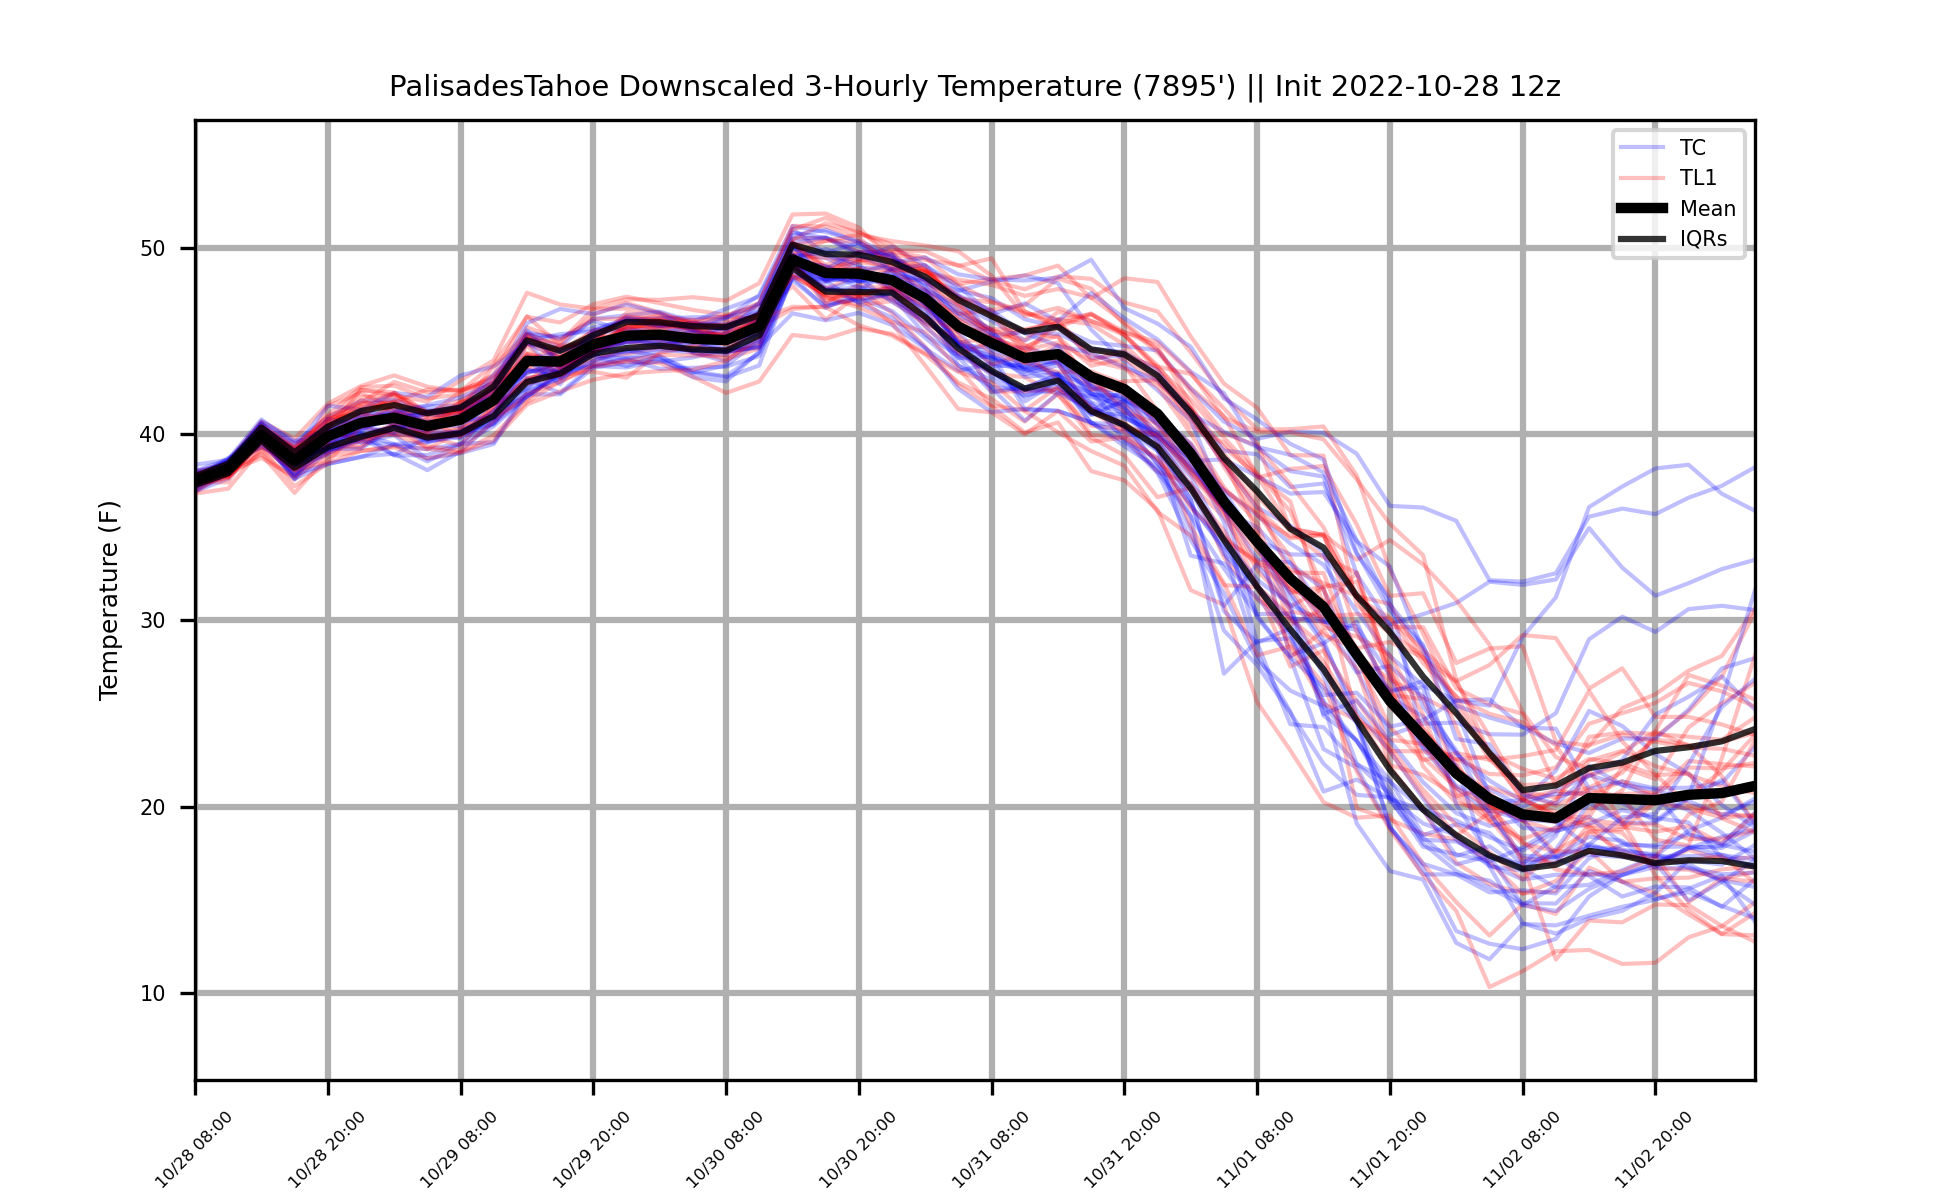 PalisadesTahoe Downscaled 3-Hourly Temperature (7895') || Init 2022-10-28 12z
TC
TL1
Mean
IQRs
Temperature (F)
50
40
30
20
10
10/28 08:00
10/28 20:00
10/29 08:00
10/29 20:00
10/30 08:00
10/30 20:00
10/31 08:00
10/31 20:00
11/01 08:00
11/01 20:00
11/02 08:00
11/02 20:00